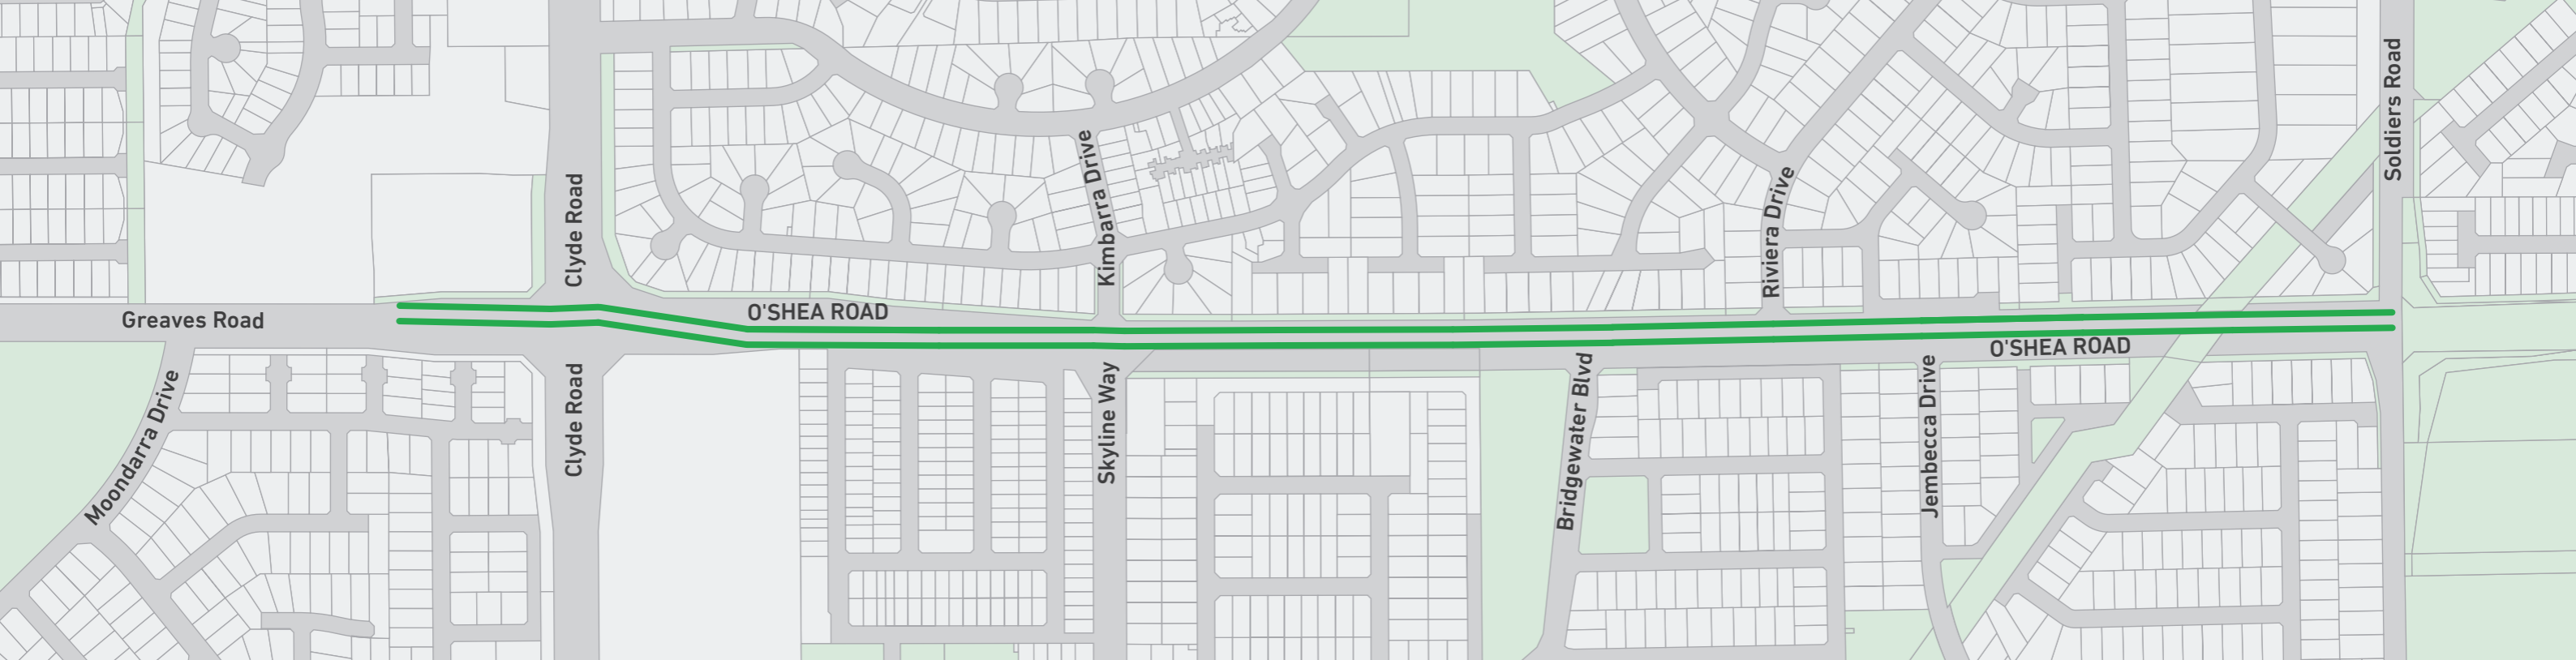 Soldiers Road
Kimbarra Drive
Clyde Road
Riviera Drive
O'SHEA ROAD
Greaves Road
O'SHEA ROAD
Moondarra Drive
Clyde Road
Skyline Way
Bridgewater Blvd
Jembecca Drive